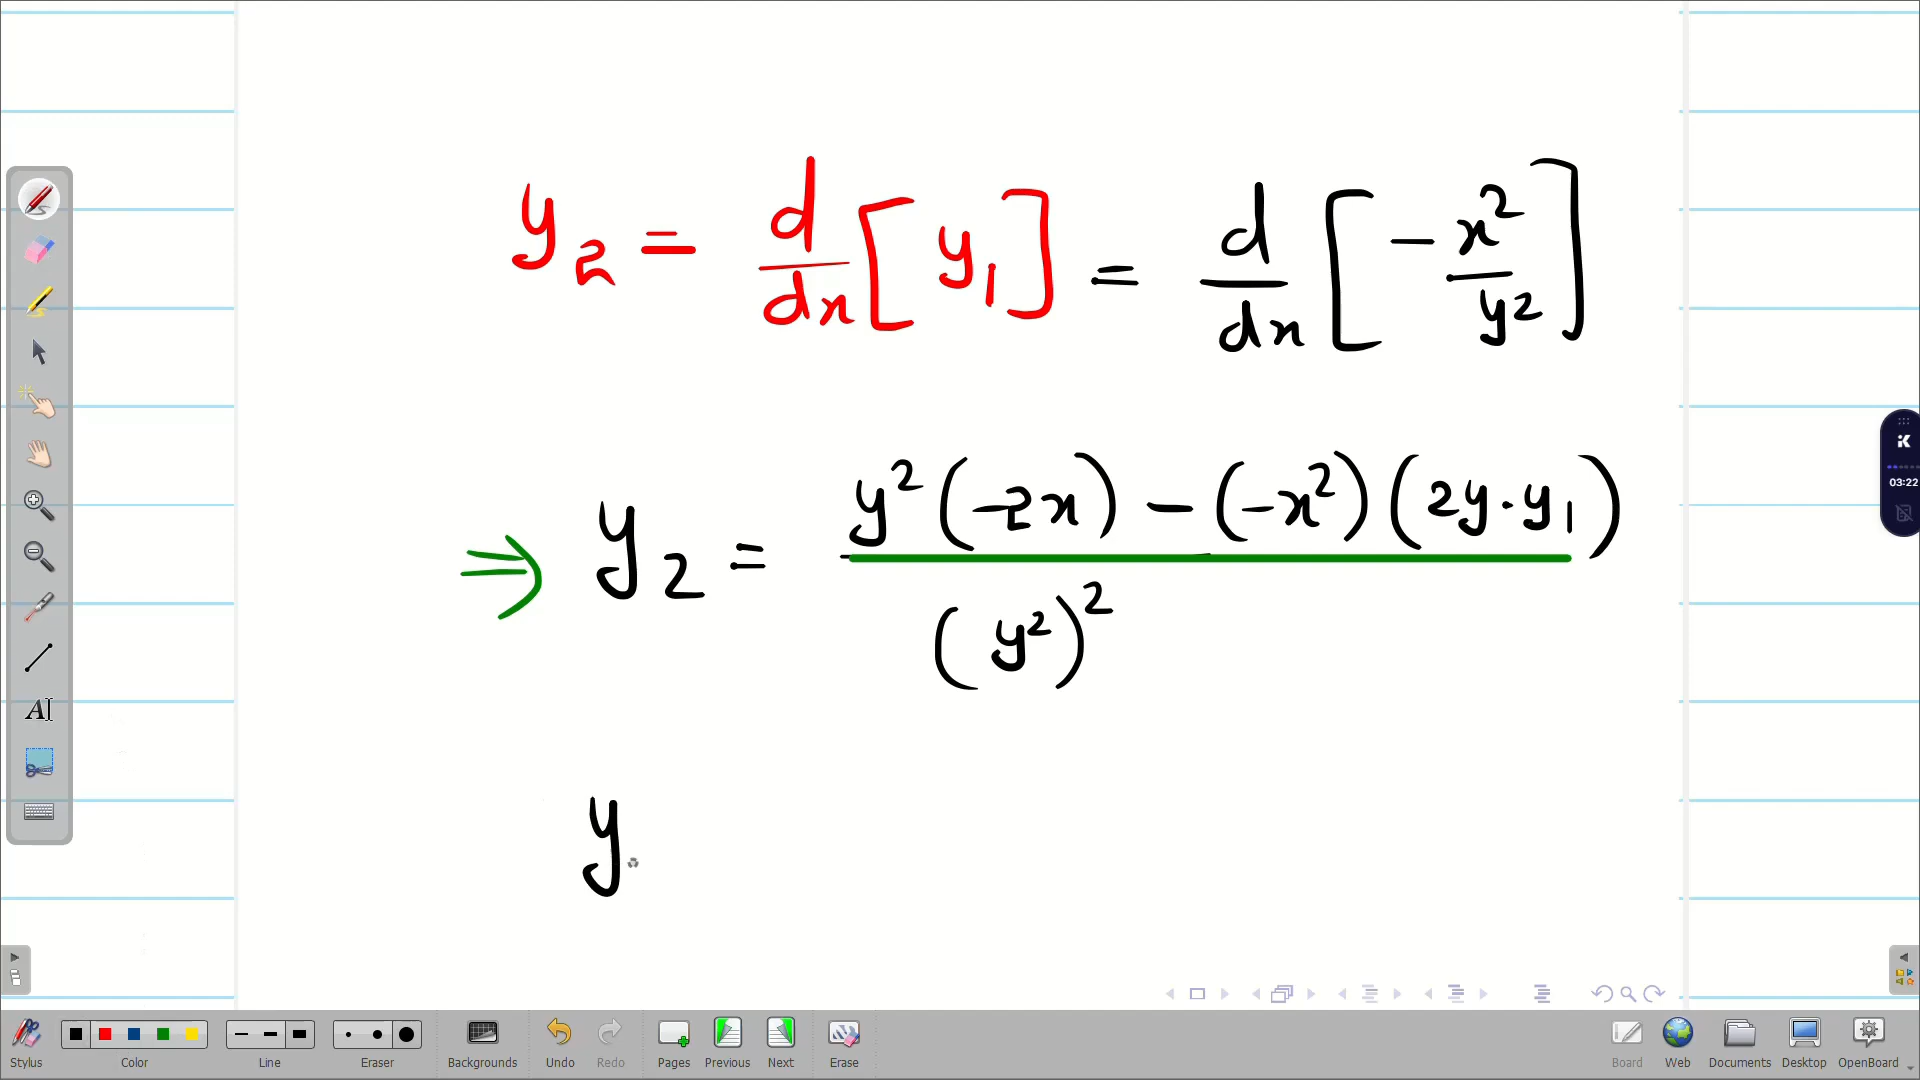 y₂ = d/dx [y₁] = d/dx [-x²/y²]
⇒ y₂ = y²(-2x) - (-x²)(2y·y₁) / (y²)²
y
03:22
Stylus Color Line Eraser Backgrounds Undo Redo Pages Previous Next Erase Board Web Documents Desktop OpenBoard